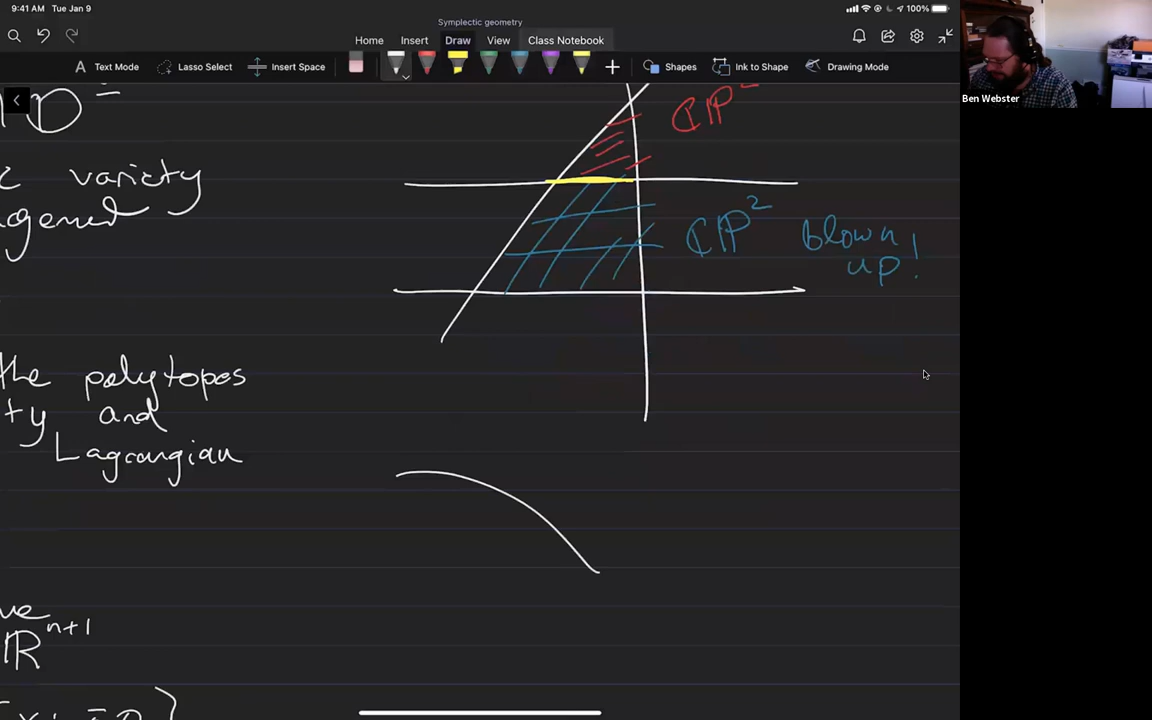 9:41 AM Tue Jan 9
100%
Symplectic geometry
Home Insert Draw View Class Notebook
Text Mode Lasso Select Insert Space Shapes Ink to Shape Drawing Mode
Ben Webster
ℂℙ²
variety
ℂℙ² blown up!
the polytopes
ty and
Lagrangian
ℝⁿ⁺¹